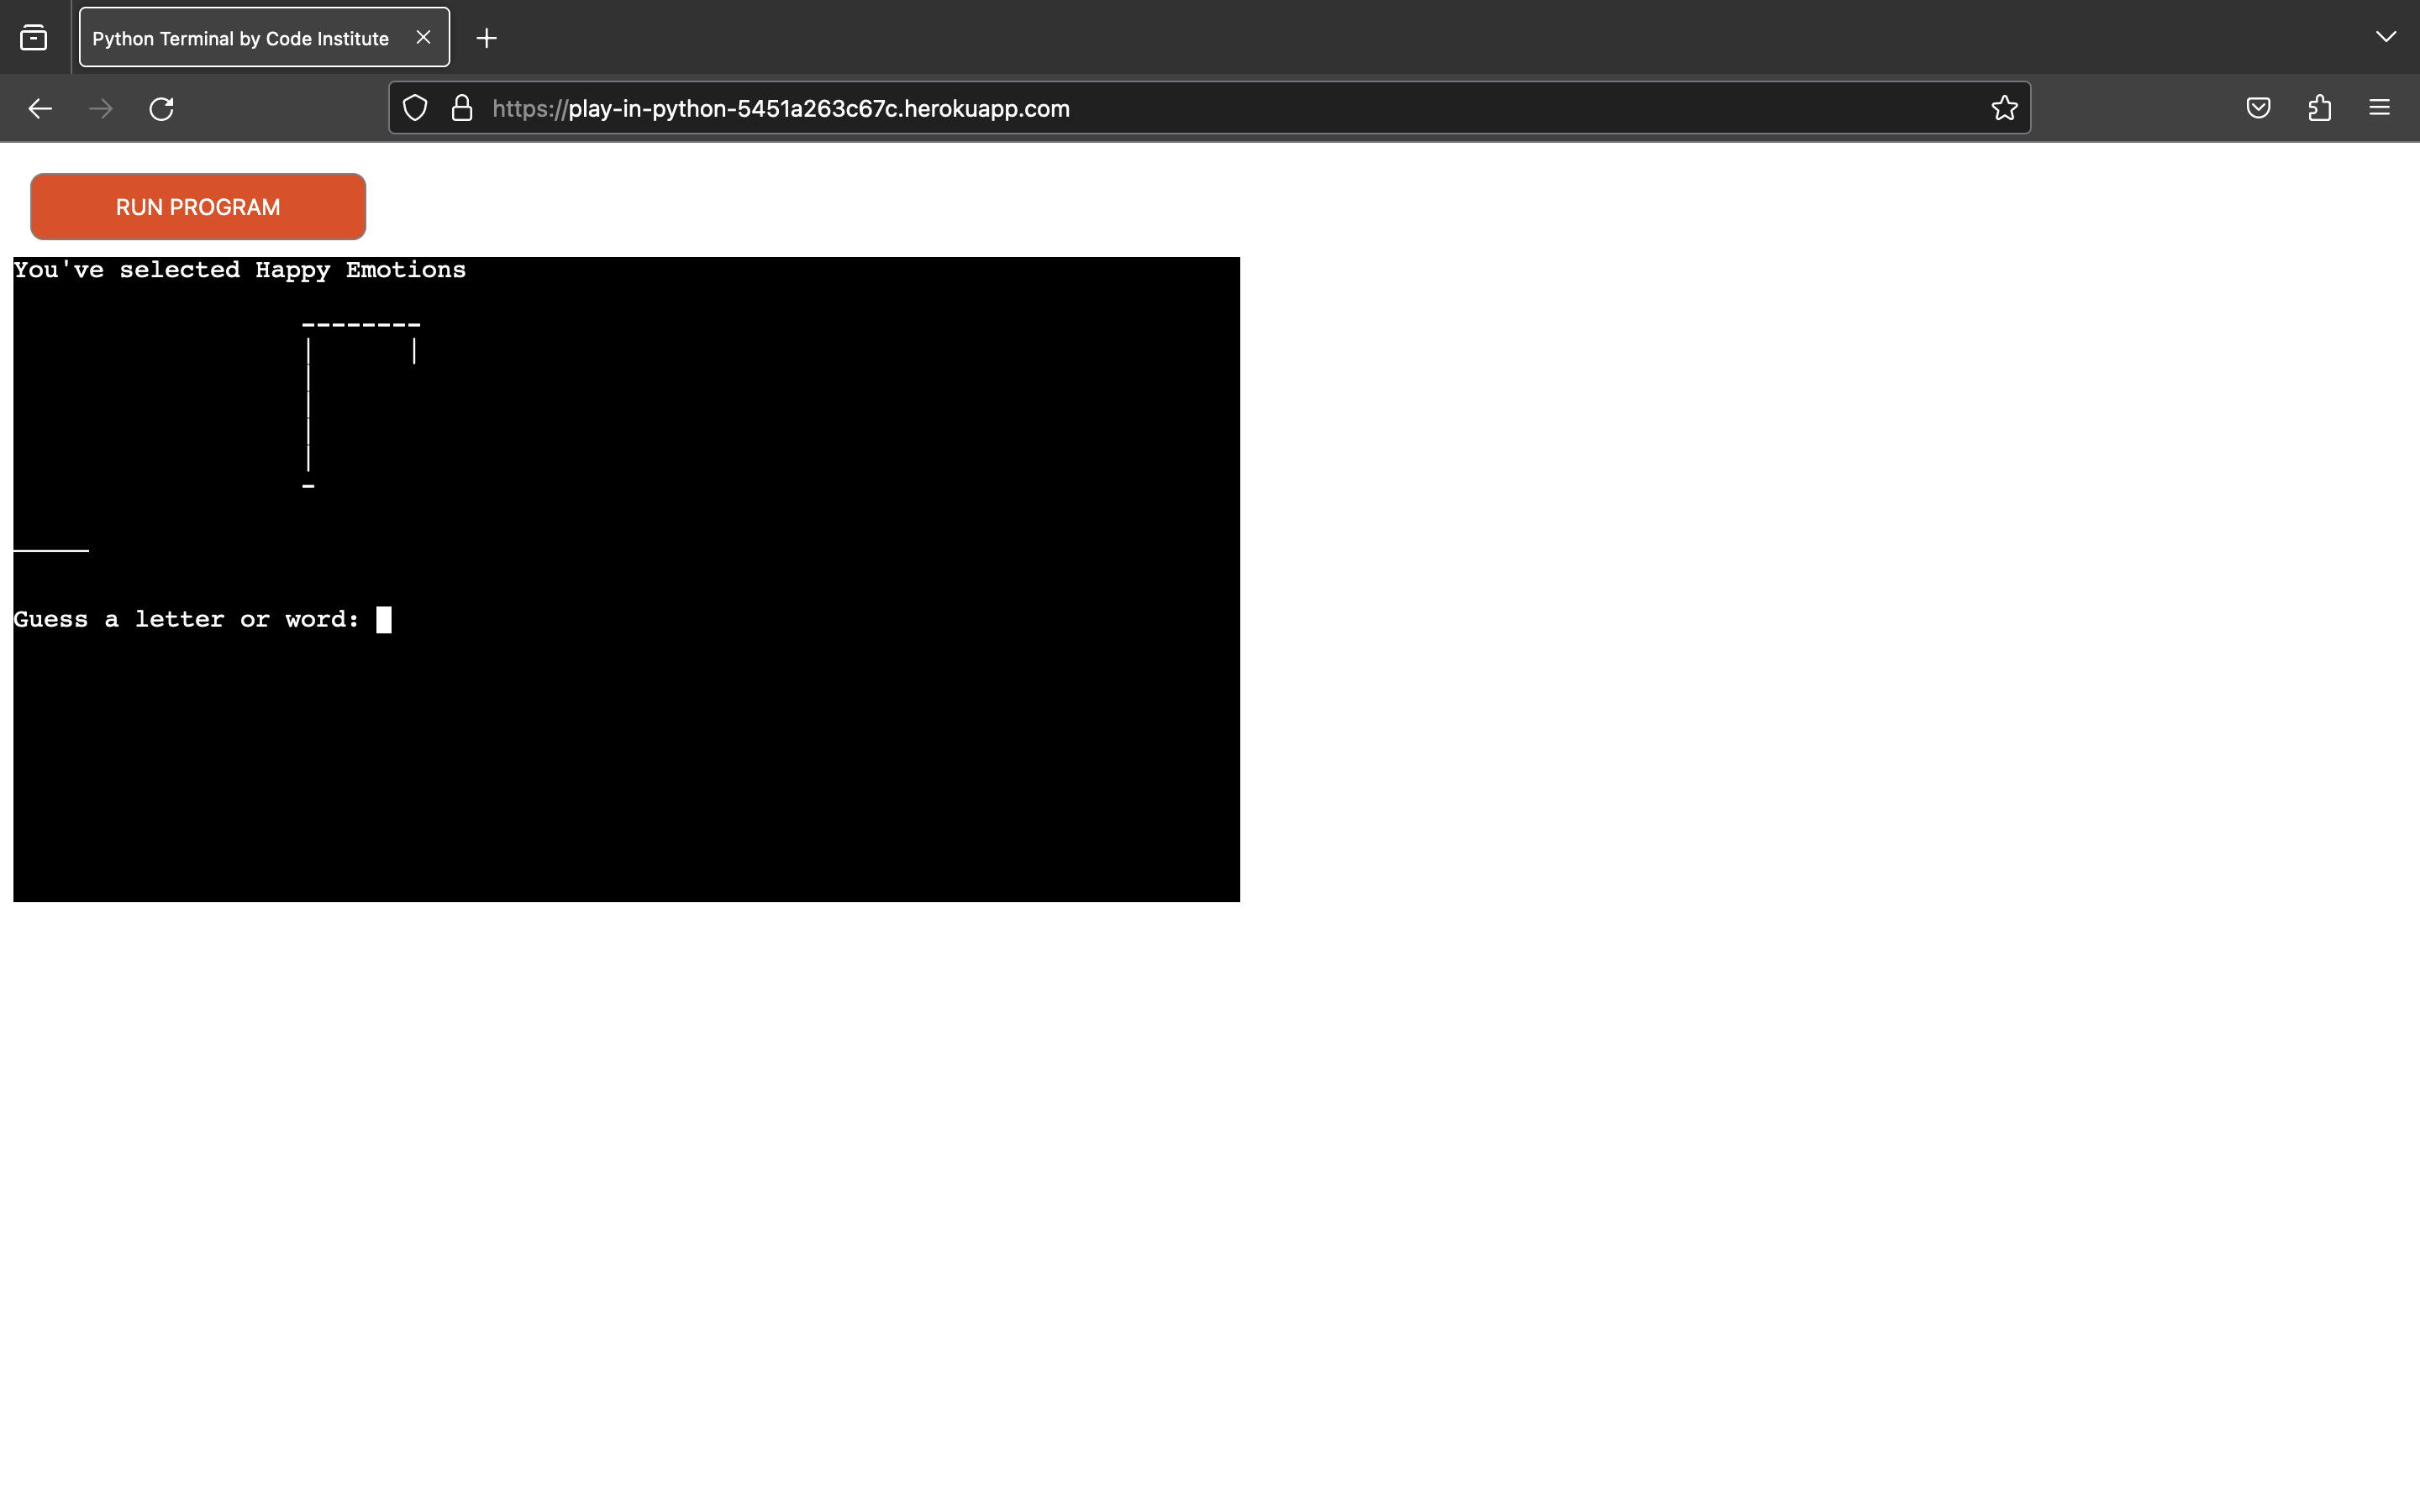 Python Terminal by Code Institute
https://play-in-python-5451a263c67c.herokuapp.com
RUN PROGRAM
You've selected Happy Emotions
--------
|      |
|
|
|
|
-
_____
Guess a letter or word: